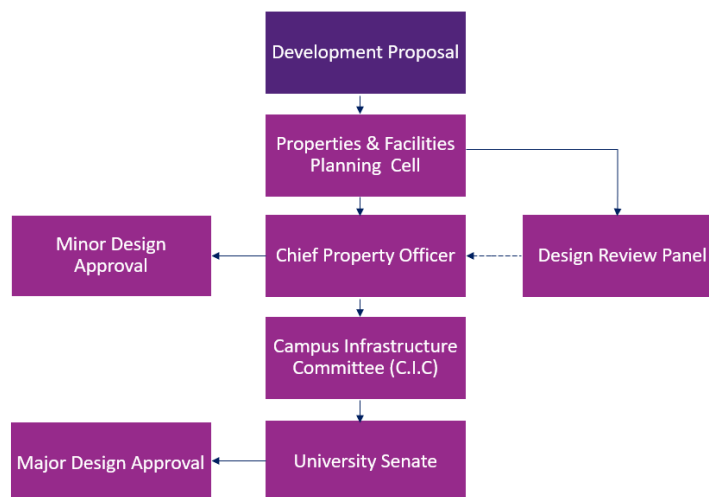 Development Proposal
Properties & Facilities
Planning Cell
Minor Design
Approval
Chief Property Officer
Design Review Panel
Campus Infrastructure
Committee (C.I.C)
Major Design Approval
University Senate